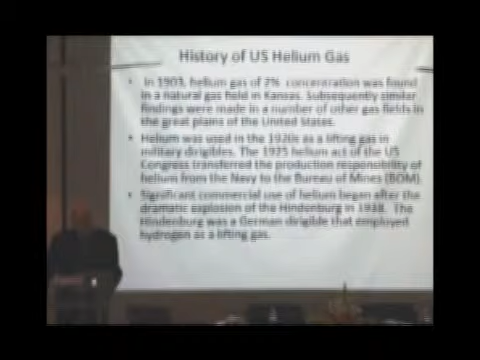 History of US Helium Gas
• In 1903, helium gas of 2% concentration was found
in a natural gas held in Kansas. Subsequently similar
findings were made in a number of other gas fields in
the great plains of the United States.
• Helium was used in the 1920s as a lifting gas in
military dirigibles. The 1925 helium act of the US
Congress transferred the production responsibility of
helium from the Navy to the Bureau of Mines (BOM).
• Significant commercial use of helium began after the
dramatic explosion of the Hindenburg in 1938. The
Hindenburg was a German dirigible that employed
hydrogen as a lifting gas.